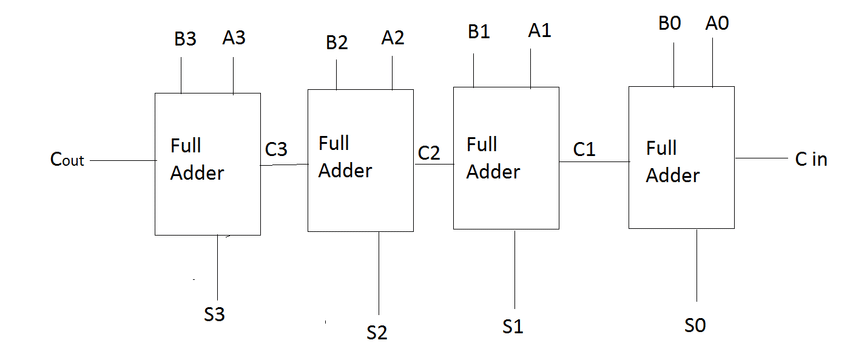 B3 A3 B2 A2 B1 A1 B0 A0
Full Full Full Full
Adder Adder Adder Adder
Cout C3 C2 C1 C in
S3 S2 S1 S0